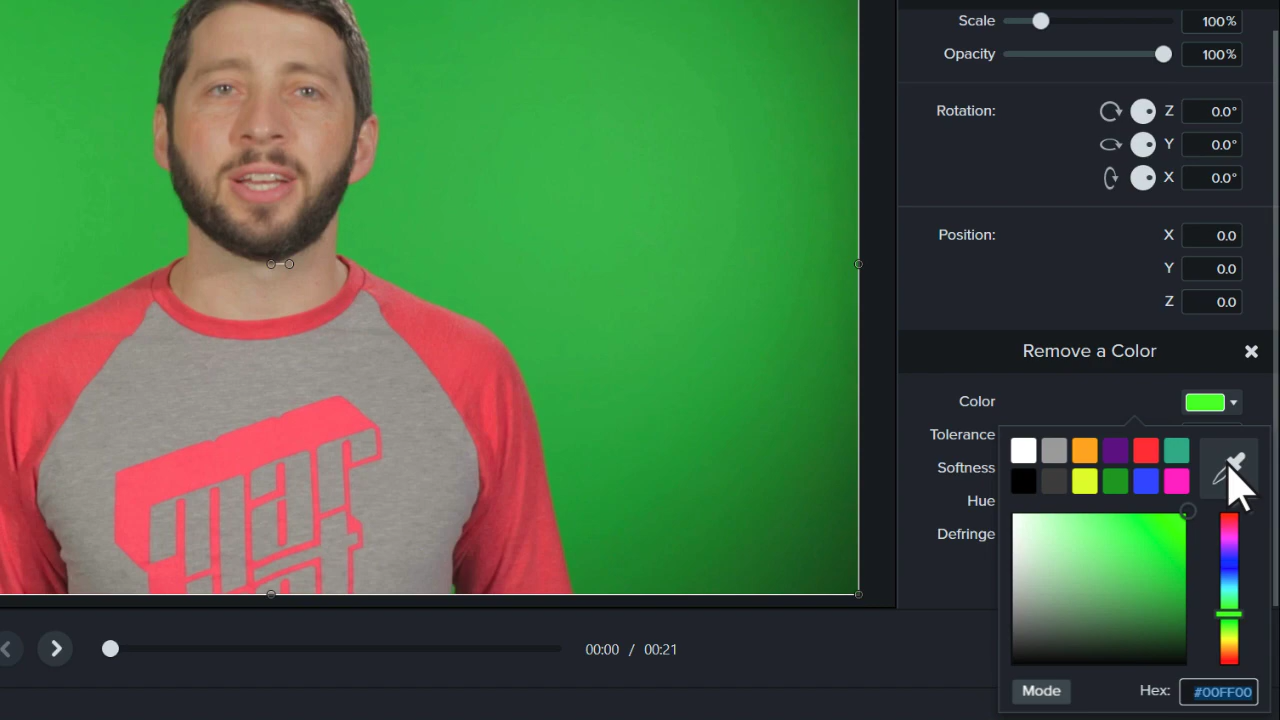 Scale 100%
Opacity 100%
Rotation: Z 0.0°
Y 0.0°
X 0.0°
Position: X 0.0
Y 0.0
Z 0.0
Remove a Color
Color
Tolerance
Softness
Hue
Defringe
00:00 / 00:21
Mode Hex: #00FF00